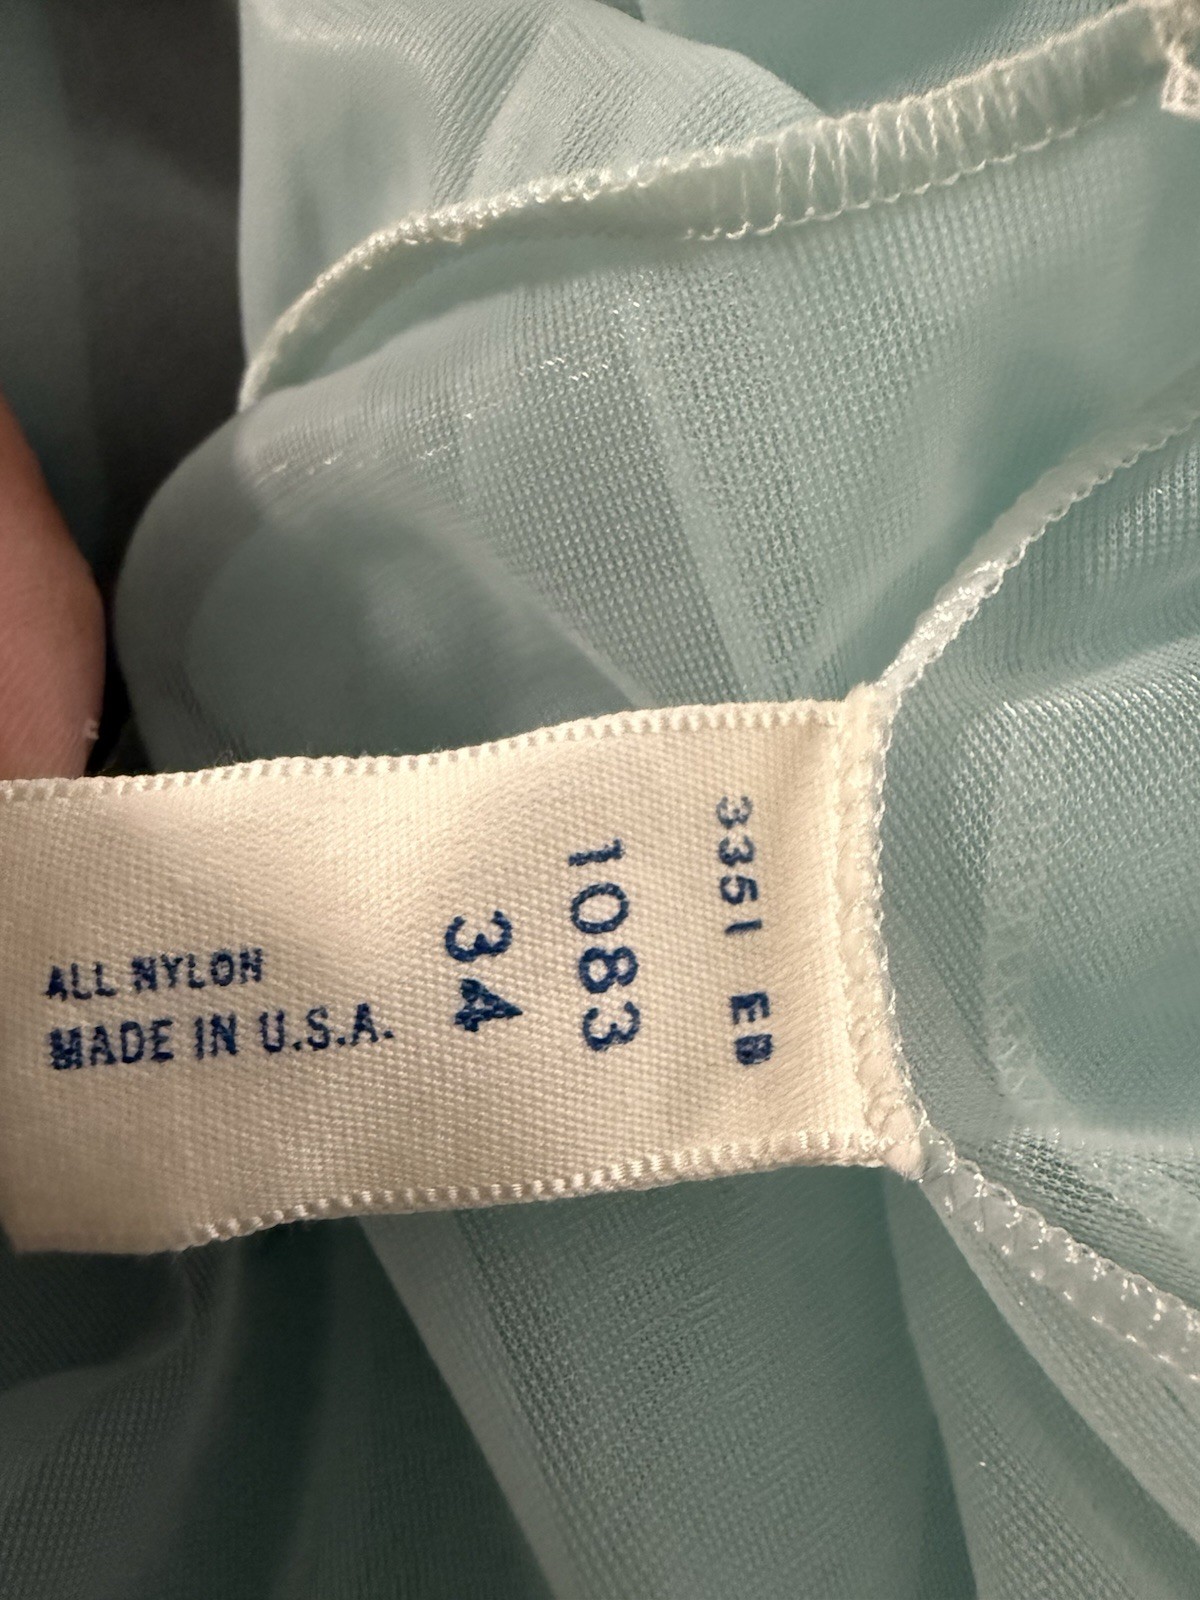 3351 EB
1083
34
ALL NYLON
MADE IN U.S.A.